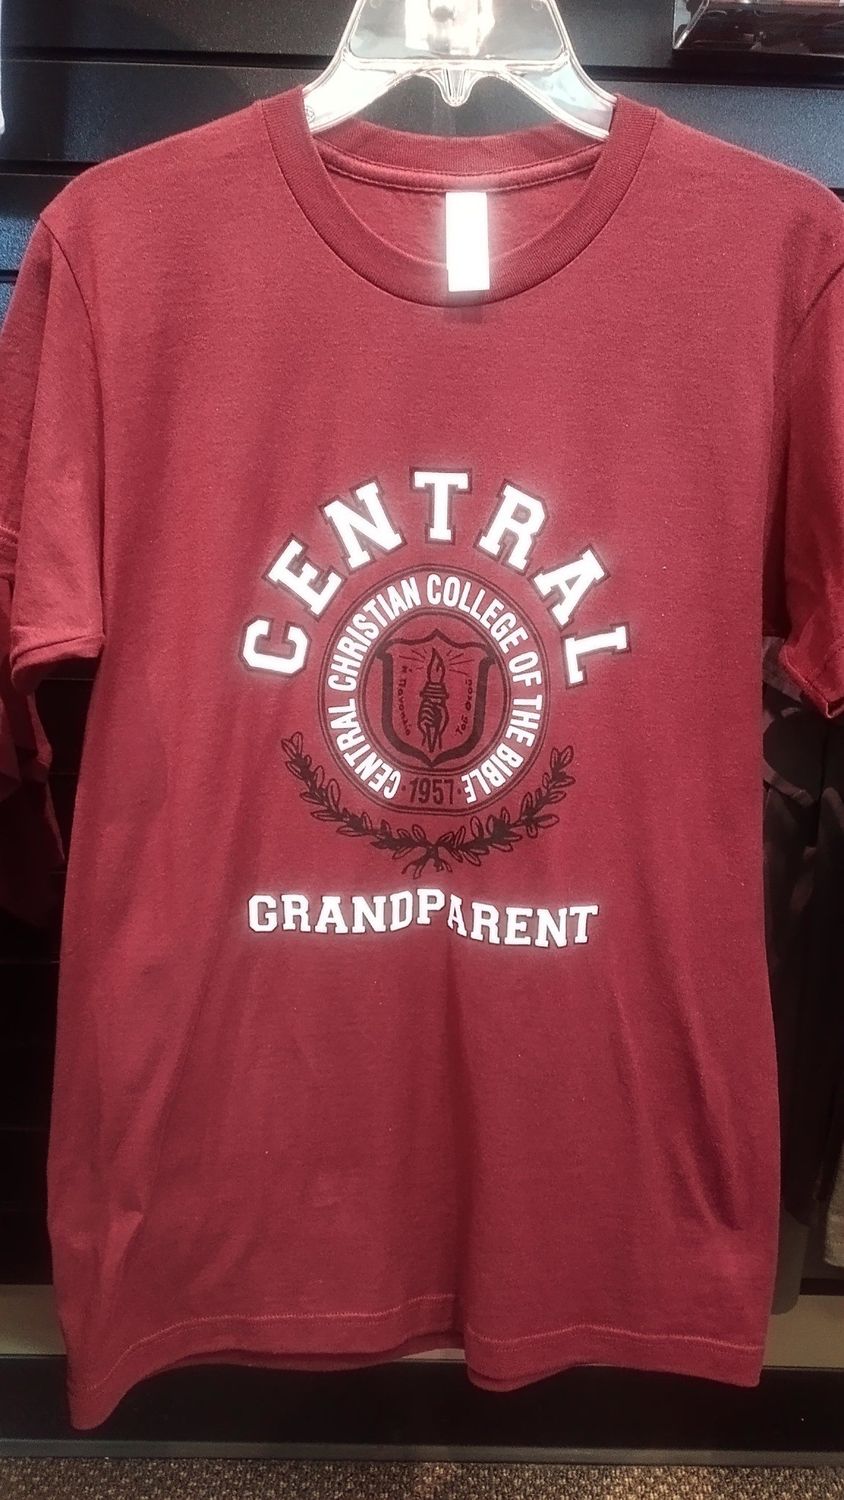 CENTRAL
CENTRAL CHRISTIAN COLLEGE OF THE BIBLE
·1957·
GRANDPARENT